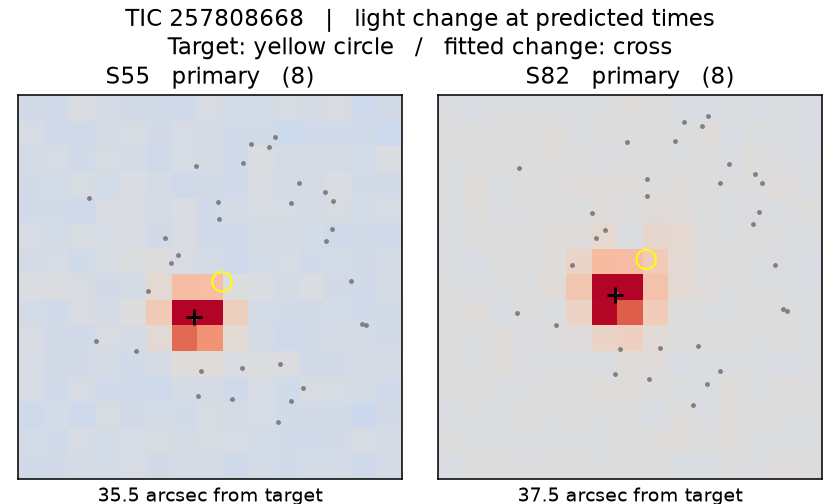 TIC 257808668   |   light change at predicted times
Target: yellow circle   /   fitted change: cross
S55   primary   (8)
S82   primary   (8)
35.5 arcsec from target
37.5 arcsec from target